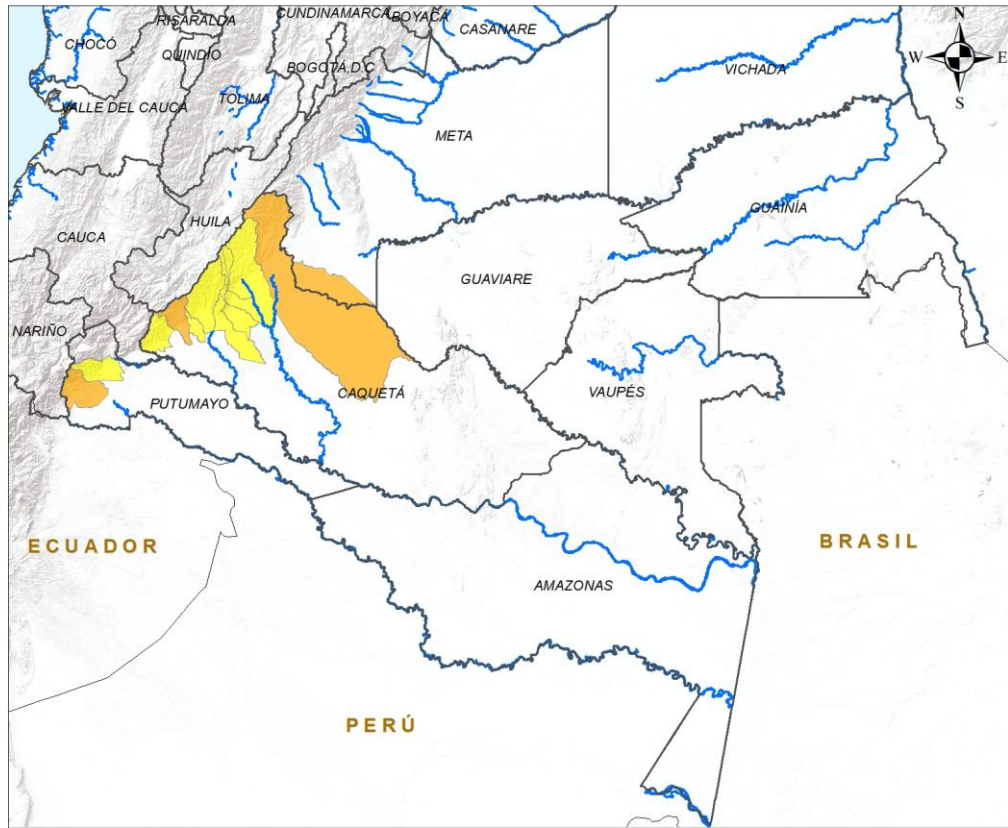 CUNDINAMARCA
BOYACÁ
RISARALDA
CASANARE
N
CHOCÓ
QUINDÍO
BOGOTÁ D.C
W
E
VICHADA
TOLIMA
VALLE DEL CAUCA
S
META
GUAINÍA
HUILA
CAUCA
GUAVIARE
NARIÑO
CAQUETÁ
VAUPÉS
PUTUMAYO
ECUADOR
BRASIL
AMAZONAS
PERÚ